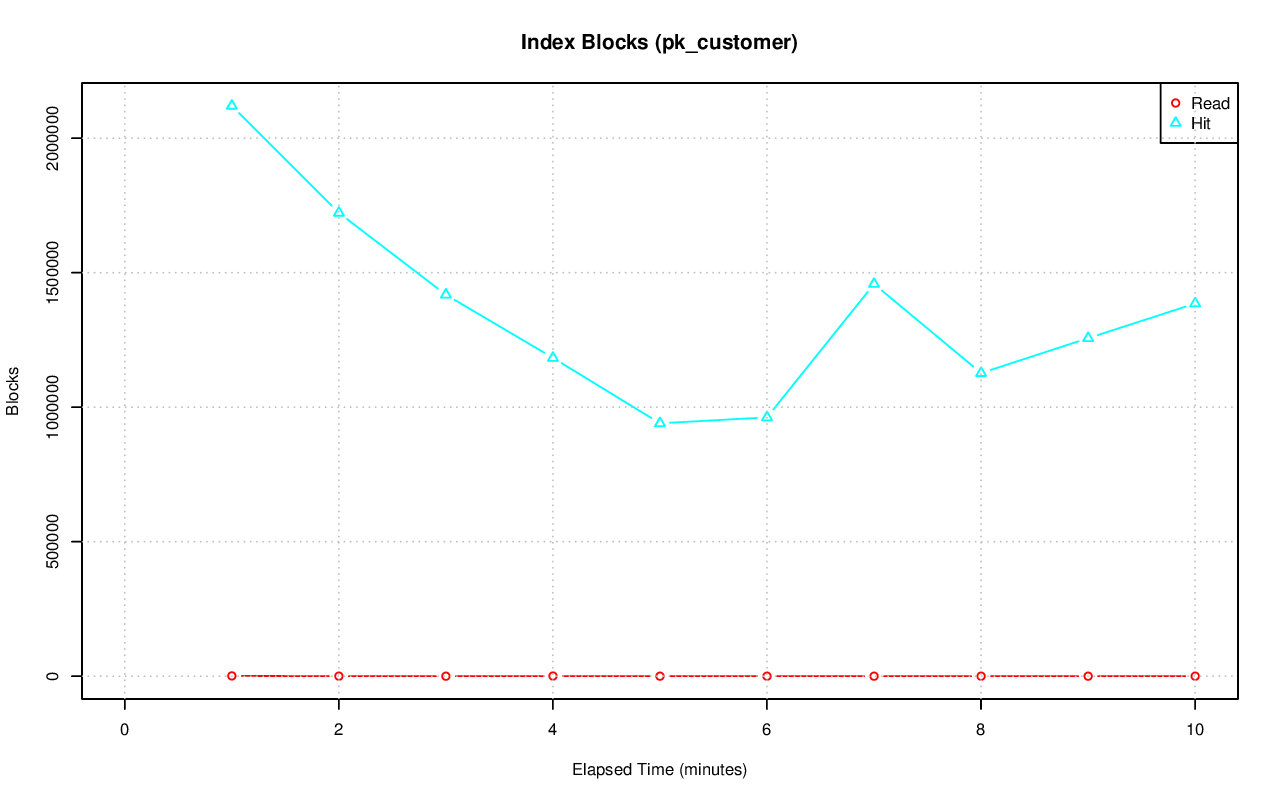 Index Blocks (pk_customer)
Read
Hit
2000000
1500000
1000000
500000
0
Blocks
0 2 4 6 8 10
Elapsed Time (minutes)